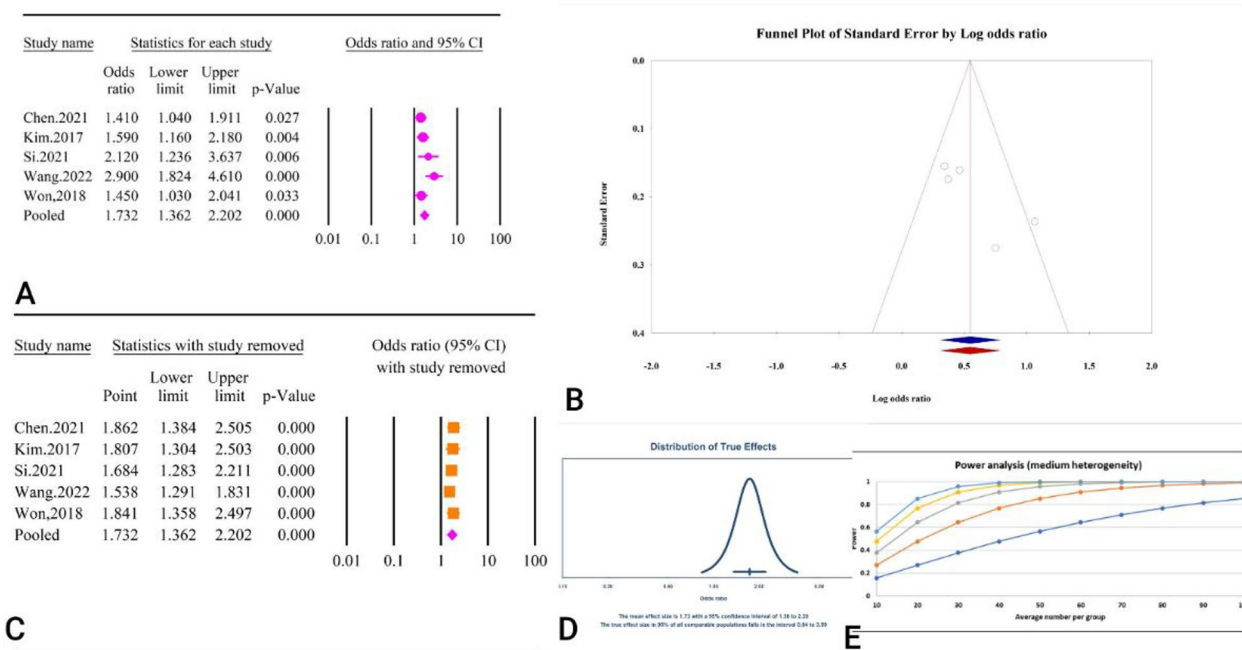 Study name Statistics for each study Odds ratio and 95% CI
Odds Lower Upper
ratio limit limit p-Value
Chen.2021 1.410 1.040 1.911 0.027
Kim.2017 1.590 1.160 2.180 0.004
Si.2021 2.120 1.236 3.637 0.006
Wang.2022 2.900 1.824 4.610 0.000
Won,2018 1.450 1.030 2.041 0.033
Pooled 1.732 1.362 2.202 0.000
0.01 0.1 1 10 100
A
Funnel Plot of Standard Error by Log odds ratio
0.0
0.1
0.2
0.3
0.4
Standard Error
-2.0 -1.5 -1.0 -0.5 0.0 0.5 1.0 1.5 2.0
Log odds ratio
B
Study name Statistics with study removed Odds ratio (95% CI)
with study removed
Lower Upper
Point limit limit p-Value
Chen.2021 1.862 1.384 2.505 0.000
Kim.2017 1.807 1.304 2.503 0.000
Si.2021 1.684 1.283 2.211 0.000
Wang.2022 1.538 1.291 1.831 0.000
Won,2018 1.841 1.358 2.497 0.000
Pooled 1.732 1.362 2.202 0.000
0.01 0.1 1 10 100
C
Distribution of True Effects
2.00
Odds ratio
The mean effect size is 1.73 with a 95% confidence interval of 1.36 to 2.20
The true effect size in 95% of all comparable populations falls in the interval
D
Power analysis (medium heterogeneity)
1
0.8
0.6
0.4
0.2
0
Power
10 20 30 40 50 60 70 80 90
Average number per group
E